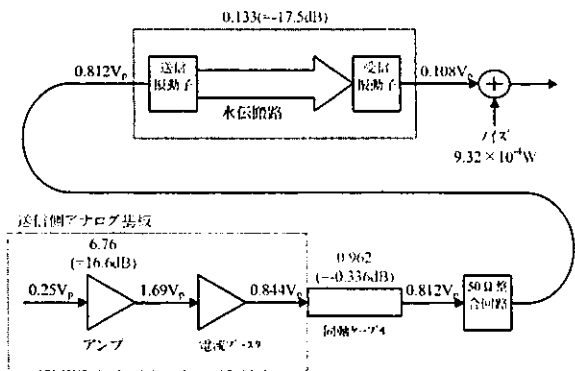 0.133(=-17.5dB)
0.812Vp
送信
振動子
水伝搬路
受信
振動子
0.108Vp
+
ノイズ
9.32×10⁻⁴W
送信側アナログ基板
6.76
(=16.6dB)
0.25Vp
1.69Vp
0.844Vp
アンプ
電流ブースタ
0.962
(=-0.336dB)
0.812Vp
同軸ケーブル
50Ω整
合回路